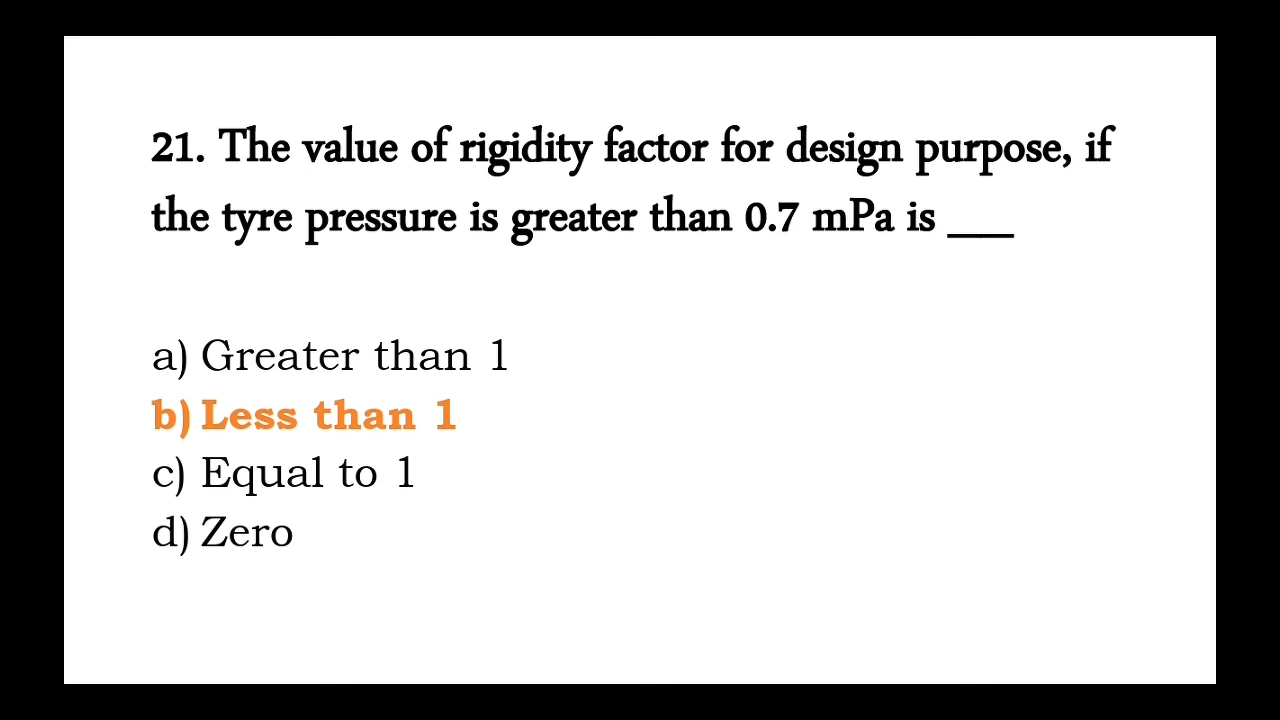 21. The value of rigidity factor for design purpose, if
the tyre pressure is greater than 0.7 mPa is ___
a) Greater than 1
b) Less than 1
c) Equal to 1
d) Zero